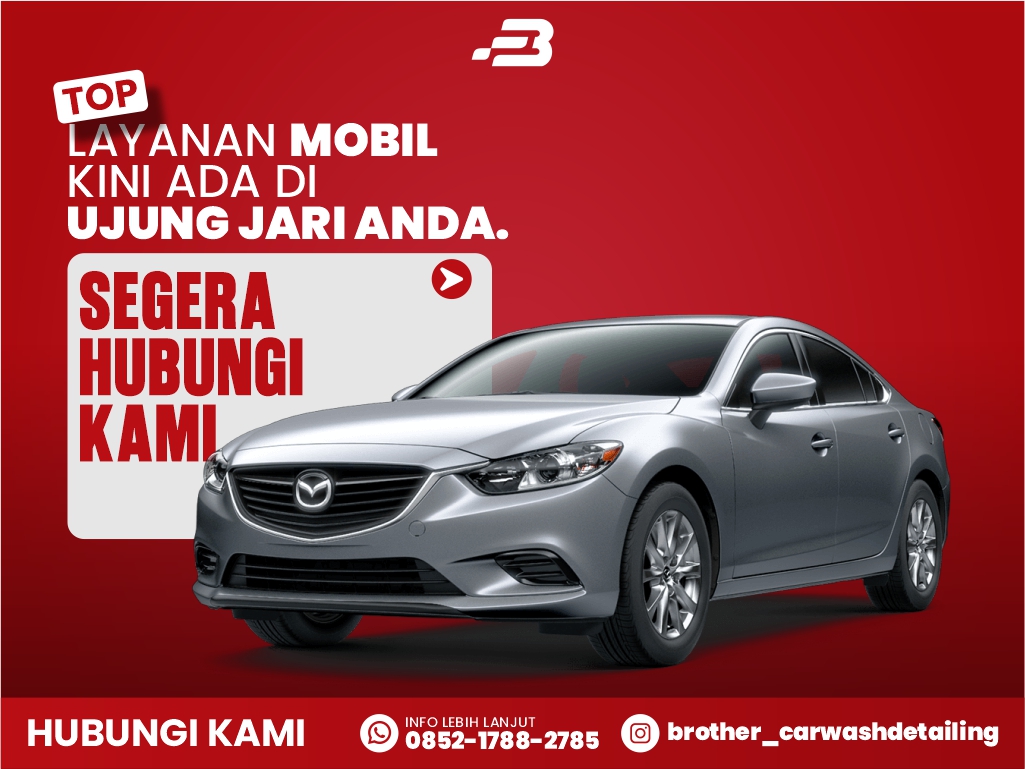 TOP
LAYANAN MOBIL
KINI ADA DI
UJUNG JARI ANDA.
SEGERA
HUBUNGI
KAMI
HUBUNGI KAMI
INFO LEBIH LANJUT
0852-1788-2785
brother_carwashdetailing